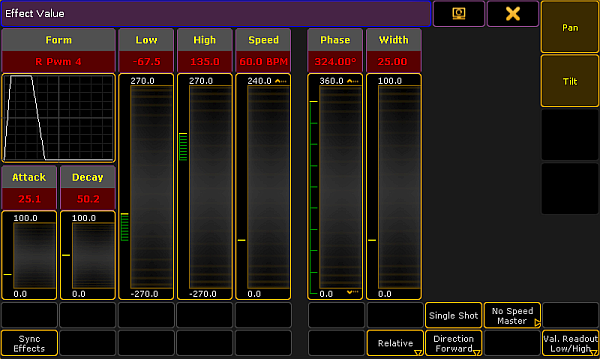 Effect Value
Pan
Form
Low
High
Speed
Phase
Width
R Pwm 4
-67.5
135.0
60.0 BPM
324.00°
25.00
270.0
270.0
240.0
360.0
100.0
Tilt
Attack
Decay
25.1
50.2
100.0
100.0
0.0
0.0
-270.0
-270.0
0.0
0.0
0.0
Single Shot
No Speed
Master
Sync
Effects
Relative
Direction
Forward
Val. Readout
Low/High